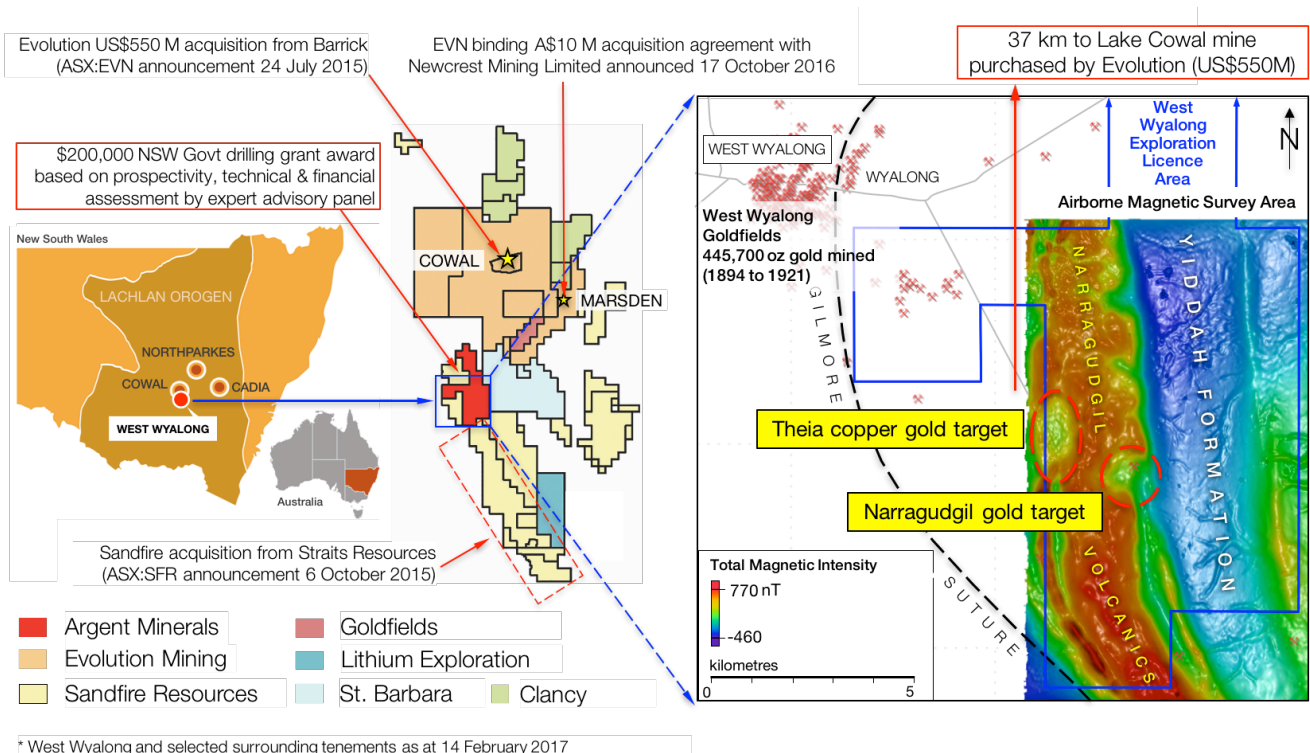 Evolution US$550 M acquisition from Barrick
(ASX:EVN announcement 24 July 2015)
EVN binding A$10 M acquisition agreement with
Newcrest Mining Limited announced 17 October 2016
37 km to Lake Cowal mine
purchased by Evolution (US$550M)
$200,000 NSW Govt drilling grant award
based on prospectivity, technical & financial
assessment by expert advisory panel
New South Wales
LACHLAN OROGEN
NORTHPARKES
COWAL
CADIA
WEST WYALONG
Australia
COWAL
MARSDEN
Sandfire acquisition from Straits Resources
(ASX:SFR announcement 6 October 2015)
Argent Minerals
Evolution Mining
Sandfire Resources
Goldfields
Lithium Exploration
St. Barbara
Clancy
WEST WYALONG
WYALONG
West
Wyalong
Exploration
Licence
Area
N
Airborne Magnetic Survey Area
West Wyalong
Goldfields
445,700 oz gold mined
(1894 to 1921)
GILMORE
SUTURE
NARRAGUDGIL
VOLCANICS
YIDDAH FORMATION
Theia copper gold target
Narragudgil gold target
Total Magnetic Intensity
770 nT
-460
kilometres
0 5
* West Wyalong and selected surrounding tenements as at 14 February 2017